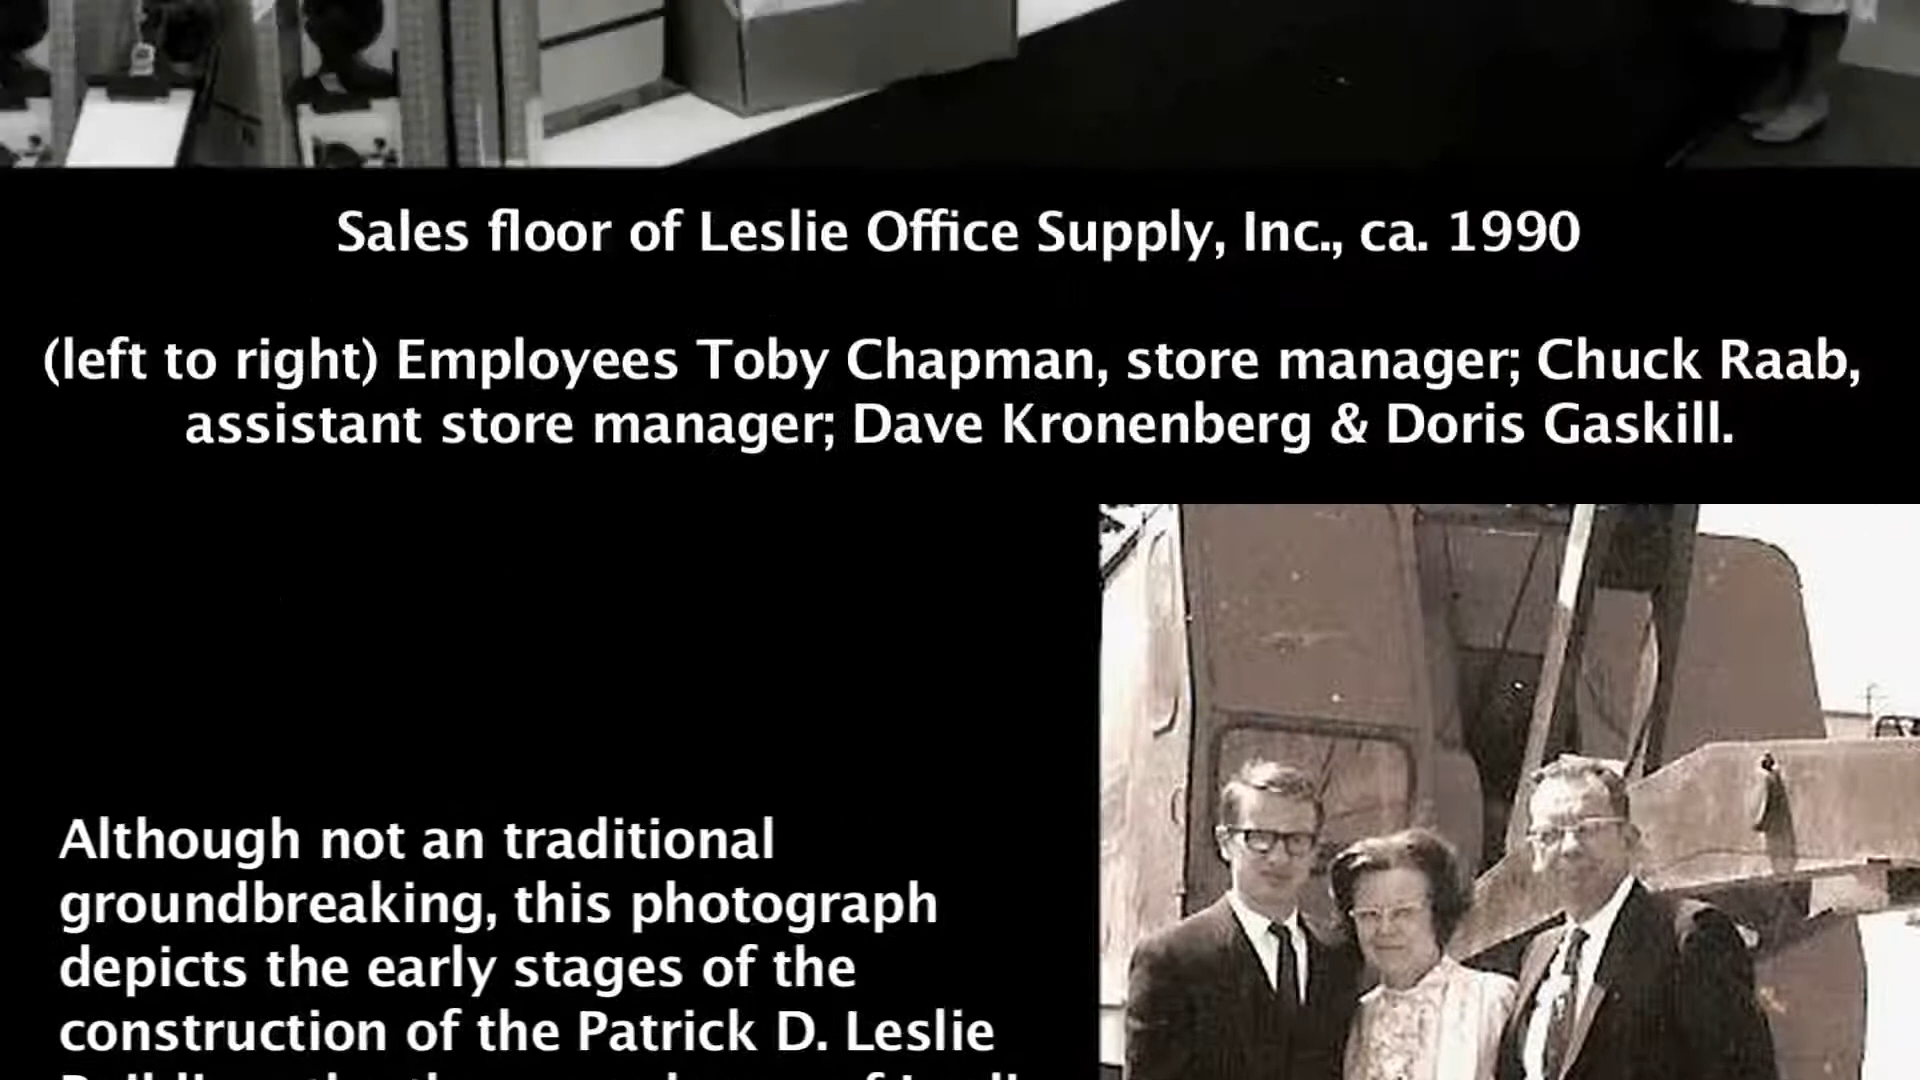 Sales floor of Leslie Office Supply, Inc., ca. 1990
(left to right) Employees Toby Chapman, store manager; Chuck Raab,
assistant store manager; Dave Kronenberg & Doris Gaskill.
Although not an traditional
groundbreaking, this photograph
depicts the early stages of the
construction of the Patrick D. Leslie